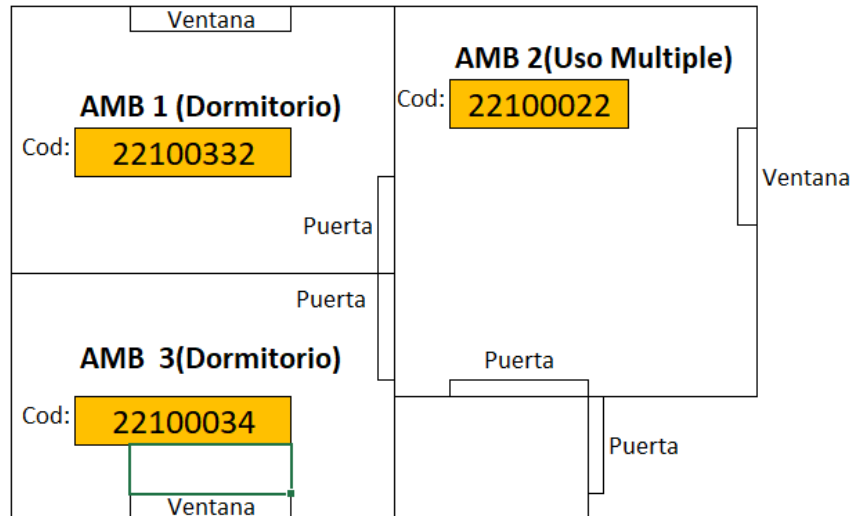 Ventana
AMB 1 (Dormitorio)
Cod: 22100332
Puerta
AMB 2(Uso Multiple)
Cod: 22100022
Ventana
Puerta
AMB  3(Dormitorio)
Cod: 22100034
Ventana
Puerta
Puerta